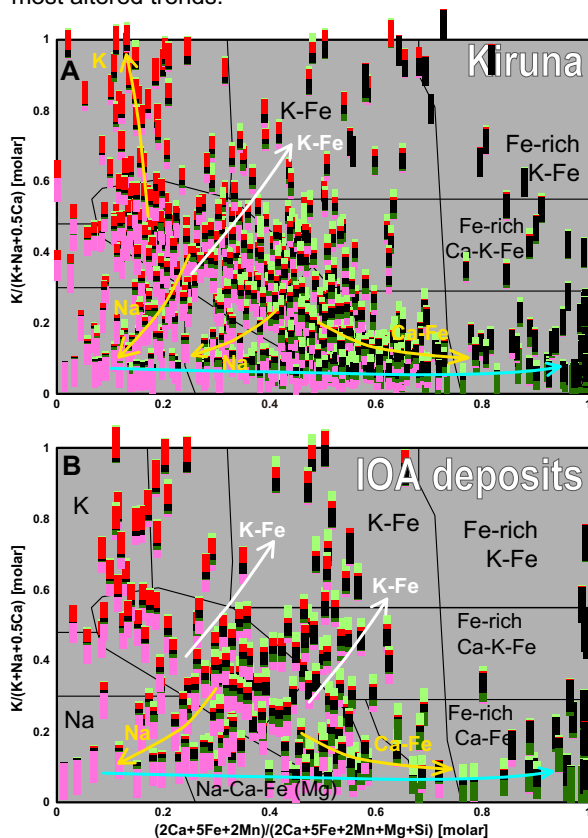 most altered trends.
1
0.8
0.6
0.4
0.2
0
K/(K+Na+0.5Ca) [molar]
A
Kiruna
K
K-Fe
K-Fe
Fe-rich
K-Fe
Fe-rich
Ca-K-Fe
Na
Na
Ca-Fe
0
0.2
0.4
0.6
0.8
1
B
IOA deposits
K
K-Fe
K-Fe
K-Fe
Fe-rich
K-Fe
Fe-rich
Ca-K-Fe
Na
Na
Ca-Fe
Fe-rich
Ca-Fe
Na-Ca-Fe (Mg)
K/(K+Na+0.5Ca) [molar]
1
0.8
0.6
0.4
0.2
0
0
0.2
0.4
0.6
0.8
1
(2Ca+5Fe+2Mn)/(2Ca+5Fe+2Mn+Mg+Si) [molar]